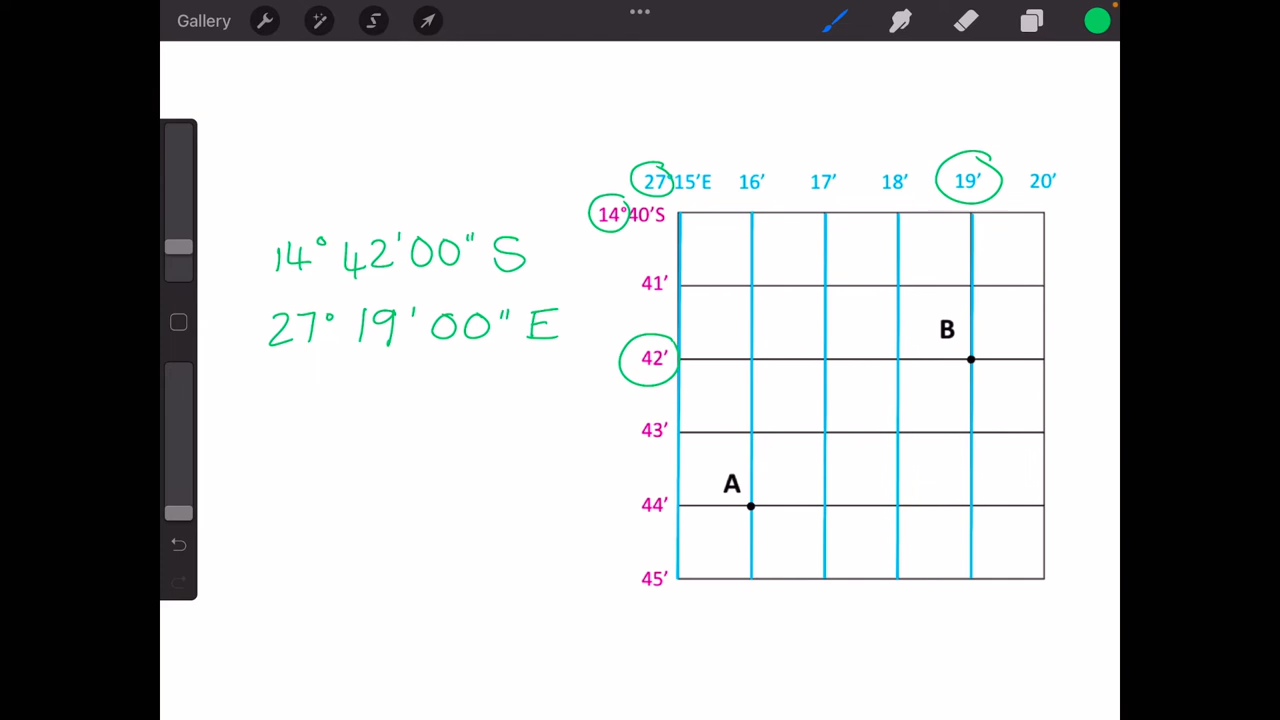 Gallery
27°15'E 16' 17' 18' 19' 20'
14°40'S
14° 42'00" S
41'
27° 19'00" E
B
42'
43'
A
44'
45'